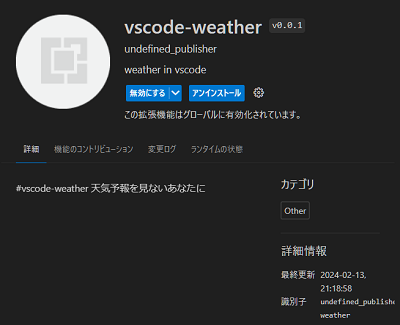 vscode-weather v0.0.1
undefined_publisher
weather in vscode
無効にする アンインストール
この拡張機能はグローバルに有効化されています。
詳細 機能のコントリビューション 変更ログ ランタイムの状態
#vscode-weather 天気予報を見ないあなたに
カテゴリ
Other
詳細情報
最終更新 2024-02-13,
21:18:58
識別子 undefined_publishe
weather